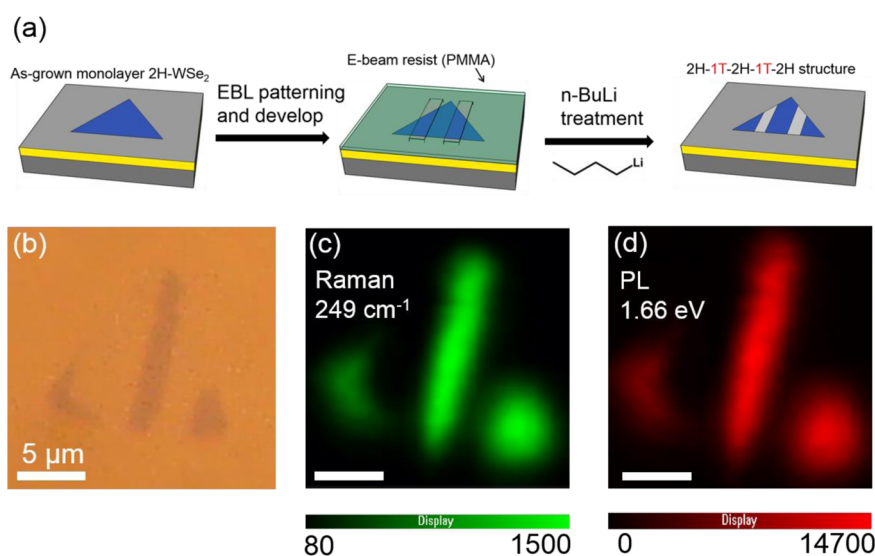 (a)
As-grown monolayer 2H-WSe₂
EBL patterning
and develop
E-beam resist (PMMA)
n-BuLi
treatment
Li
2H-1T-2H-1T-2H structure
(b)
5 μm
(c)
Raman
249 cm⁻¹
Display
80 1500
(d)
PL
1.66 eV
Display
0 14700